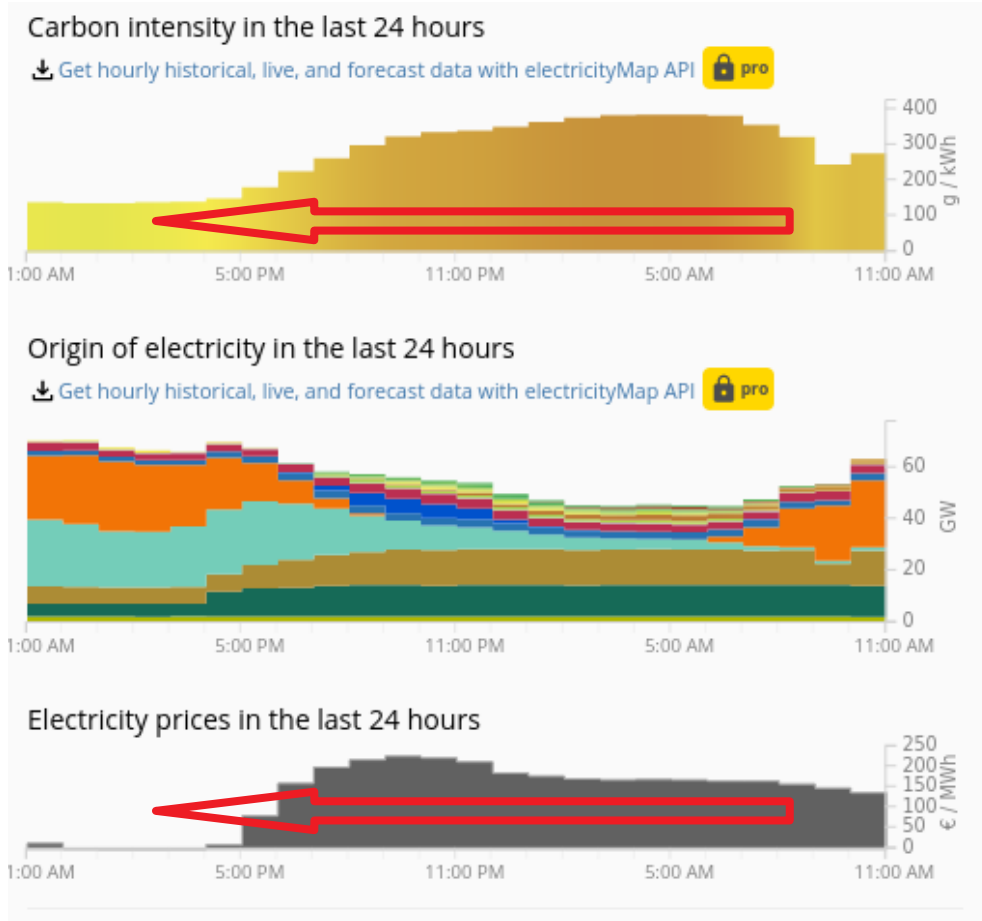 Carbon intensity in the last 24 hours
Get hourly historical, live, and forecast data with electricityMap API pro
400
300
200
100
0
g / kWh
1:00 AM 5:00 PM 11:00 PM 5:00 AM 11:00 AM
Origin of electricity in the last 24 hours
Get hourly historical, live, and forecast data with electricityMap API pro
60
40
20
0
GW
1:00 AM 5:00 PM 11:00 PM 5:00 AM 11:00 AM
Electricity prices in the last 24 hours
250
200
150
100
50
0
€ / MWh
1:00 AM 5:00 PM 11:00 PM 5:00 AM 11:00 AM